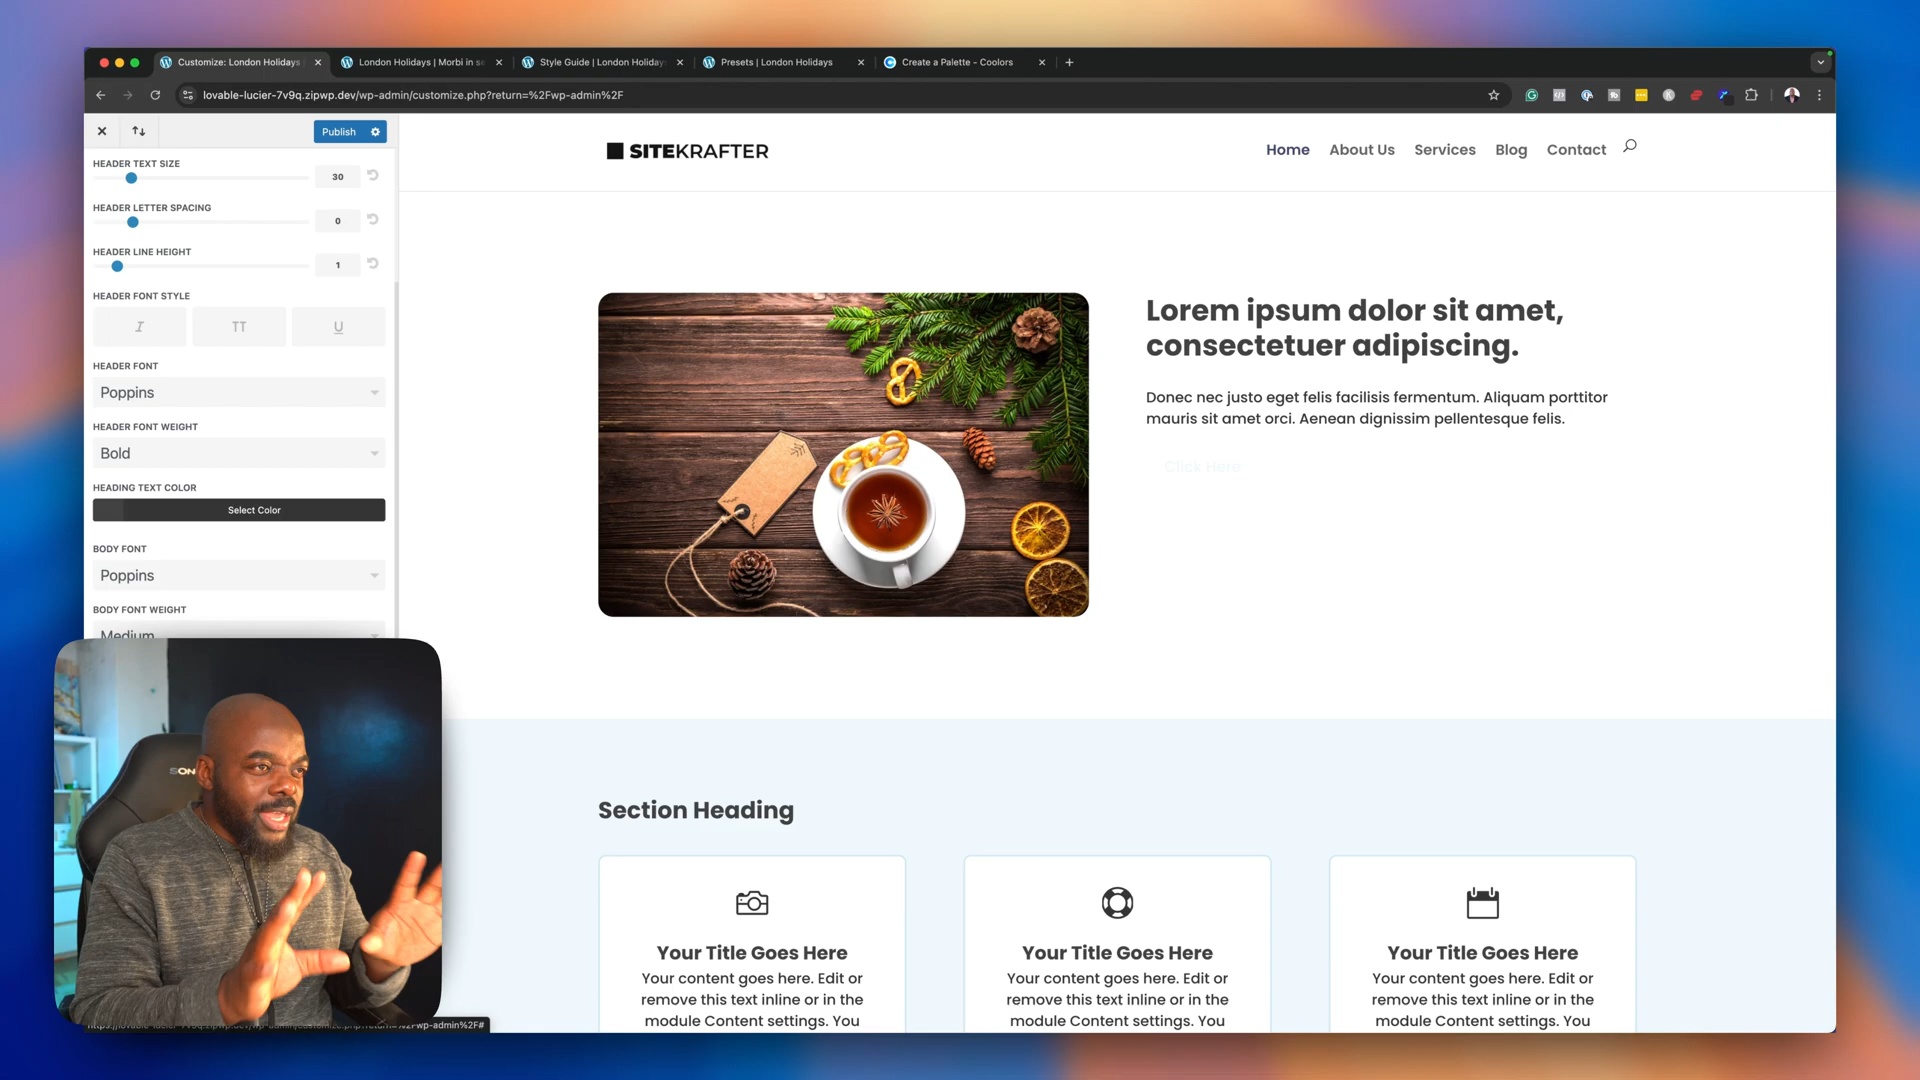 Customize: London Holidays
London Holidays | Morbi in se
Style Guide | London Holiday
Presets | London Holidays
Create a Palette - Coolors
lovable-lucier-7v9q.zipwp.dev/wp-admin/customize.php?return=%2Fwp-admin%2F
Publish
HEADER TEXT SIZE
30
HEADER LETTER SPACING
0
HEADER LINE HEIGHT
1
HEADER FONT STYLE
I TT U
HEADER FONT
Poppins
HEADER FONT WEIGHT
Bold
HEADING TEXT COLOR
Select Color
BODY FONT
Poppins
BODY FONT WEIGHT
Medium
SITEKRAFTER
Home About Us Services Blog Contact
Lorem ipsum dolor sit amet,
consectetuer adipiscing.
Donec nec justo eget felis facilisis fermentum. Aliquam porttitor
mauris sit amet orci. Aenean dignissim pellentesque felis.
Click Here
Section Heading
Your Title Goes Here
Your content goes here. Edit or
remove this text inline or in the
module Content settings. You
Your Title Goes Here
Your content goes here. Edit or
remove this text inline or in the
module Content settings. You
Your Title Goes Here
Your content goes here. Edit or
remove this text inline or in the
module Content settings. You